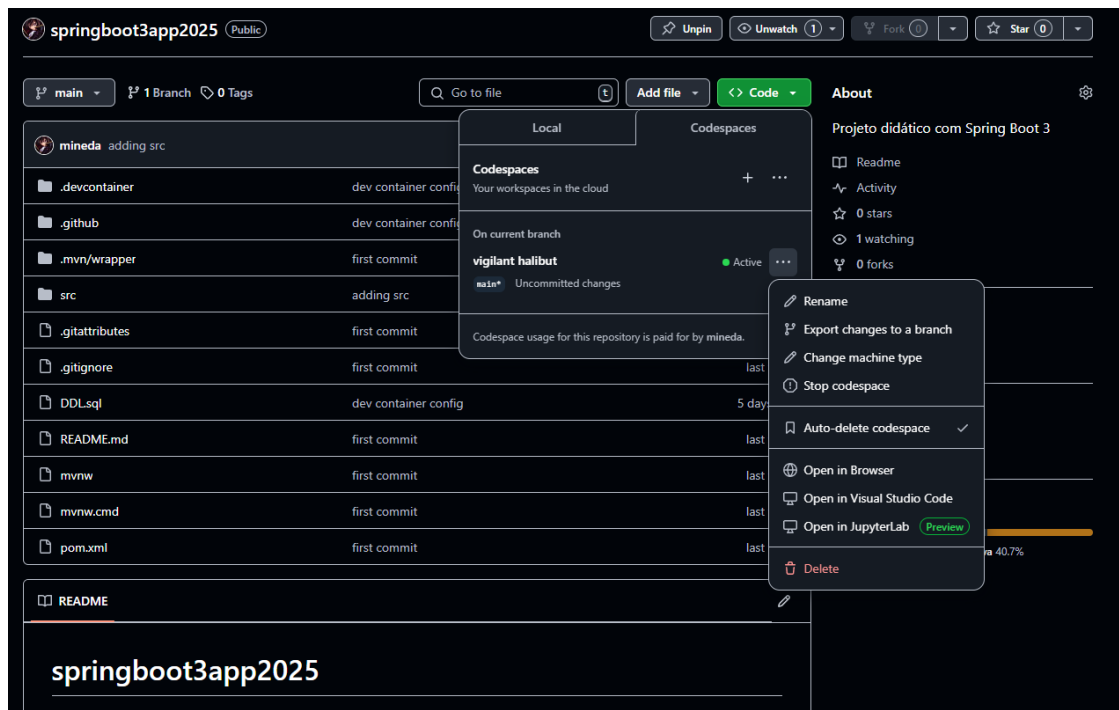 springboot3app2025 Public Unpin Unwatch 1 Fork 0 Star 0
main 1 Branch 0 Tags Go to file t Add file <> Code About
Projeto didático com Spring Boot 3
Readme
Activity
0 stars
1 watching
0 forks
mineda adding src
.devcontainer dev container config
.github dev container config
.mvn/wrapper first commit
src adding src
.gitattributes first commit
.gitignore first commit last
DDL.sql dev container config 5 days
README.md first commit last
mvnw first commit last
mvnw.cmd first commit last
pom.xml first commit last
Local Codespaces
Codespaces
Your workspaces in the cloud
On current branch
vigilant halibut Active
main* Uncommitted changes
Codespace usage for this repository is paid for by mineda.
Rename
Export changes to a branch
Change machine type
Stop codespace
Auto-delete codespace
Open in Browser
Open in Visual Studio Code
Open in JupyterLab Preview
Delete
40.7%
README
springboot3app2025